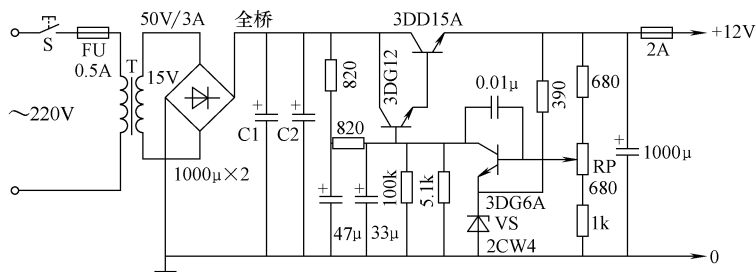 50V/3A
全桥
3DD15A
+12V
S
FU
0.5A
T
15V
820
3DG12
0.01μ
390
680
2A
～220V
C1
C2
820
1000μ
RP
680
1000μ×2
100k
5.1k
3DG6A
47μ
33μ
VS
2CW4
1k
0